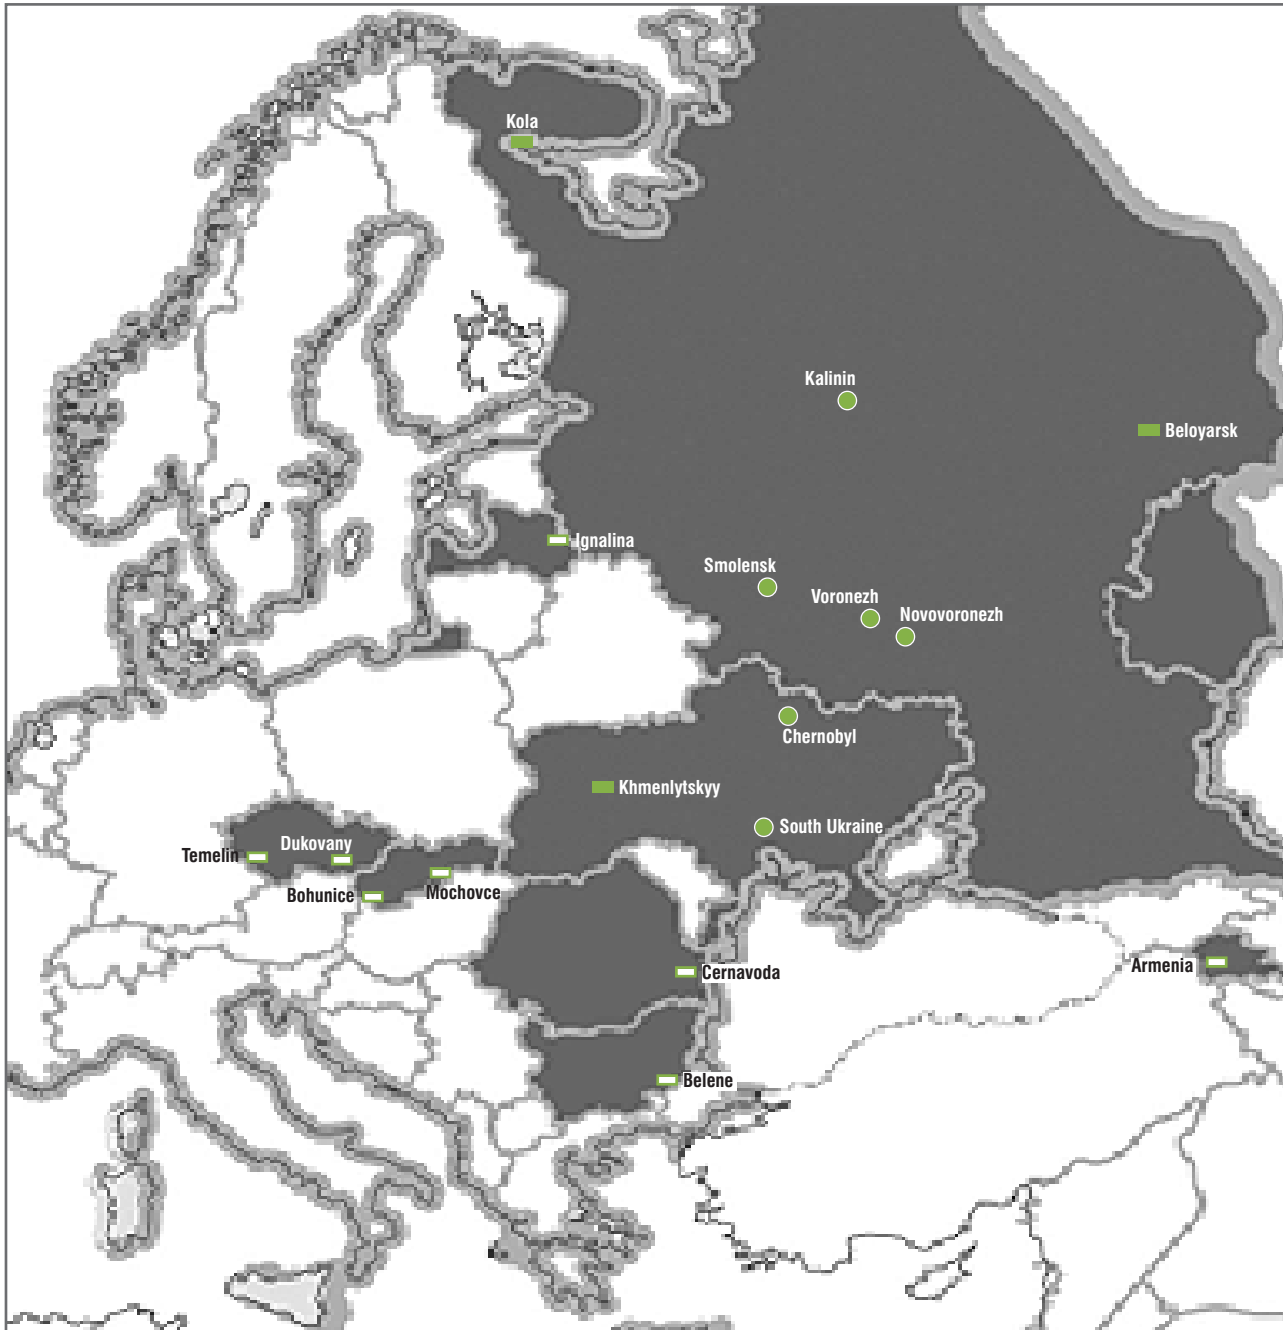 Kola
Kalinin
Beloyarsk
Ignalina
Smolensk
Voronezh
Novovoronezh
Chernobyl
Khmenlytskyy
South Ukraine
Dukovany
Temelin
Bohunice
Mochovce
Cernavoda
Armenia
Belene